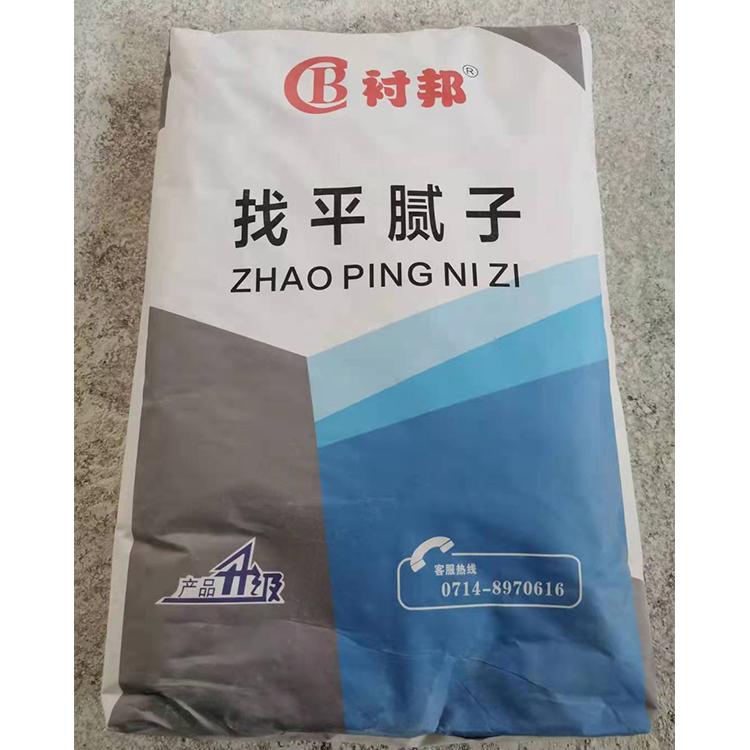 CB 衬邦®
找平腻子
ZHAO PING NI ZI
产品升级
客服热线
0714-8970616